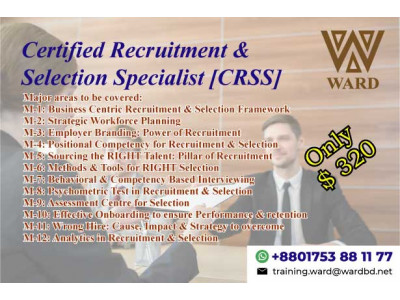 Certified Recruitment &
Selection Specialist [CRSS]
WARD
Major areas to be covered:
M-1: Business Centric Recruitment & Selection Framework
M-2: Strategic Workforce Planning
M-3: Employer Branding: Power of Recruitment
M-4: Positional Competency for Recruitment & Selection
M-5: Sourcing the RIGHT Talent: Pillar of Recruitment
M-6: Methods & Tools for RIGHT Selection
M-7: Behavioral & Competency Based Interviewing
M-8: Psychometric Test in Recruitment & Selection
M-9: Assessment Centre for Selection
M-10: Effective Onboarding to ensure Performance & retention
M-11: Wrong Hire: Cause, Impact & Strategy to overcome
M-12: Analytics in Recruitment & Selection
Only
$ 320
+8801753 88 11 77
training.ward@wardbd.net